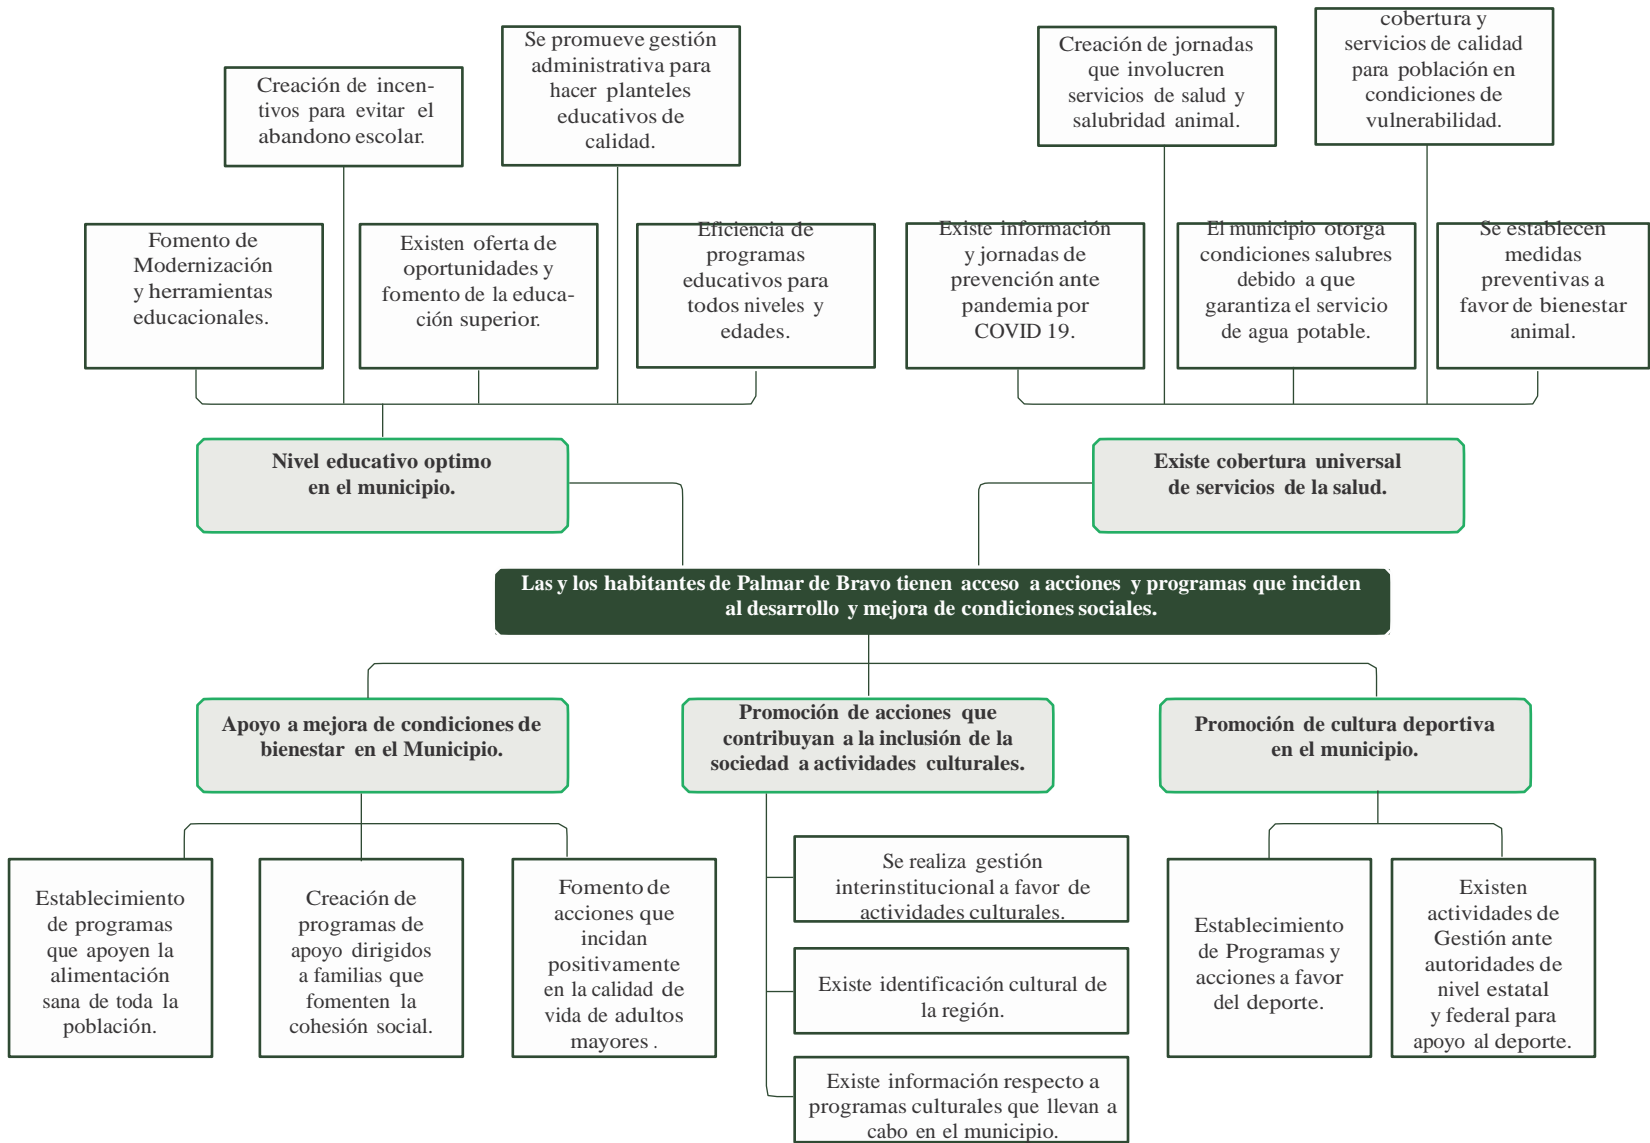 Creación de incen-
tivos para evitar el
abandono escolar.
Se promueve gestión
administrativa para
hacer planteles
educativos de
calidad.
Creación de jornadas
que involucren
servicios de salud y
salubridad animal.
cobertura y
servicios de calidad
para población en
condiciones de
vulnerabilidad.
Fomento de
Modernización
y herramientas
educacionales.
Existen oferta de
oportunidades y
fomento de la educa-
ción superior.
Eficiencia de
programas
educativos para
todos niveles y
edades.
Existe información
y jornadas de
prevención ante
pandemia por
COVID 19.
El municipio otorga
condiciones salubres
debido a que
garantiza el servicio
de agua potable.
Se establecen
medidas
preventivas a
favor de bienestar
animal.
Nivel educativo optimo
en el municipio.
Existe cobertura universal
de servicios de la salud.
Las y los habitantes de Palmar de Bravo tienen acceso a acciones y programas que inciden
al desarrollo y mejora de condiciones sociales.
Apoyo a mejora de condiciones de
bienestar en el Municipio.
Promoción de acciones que
contribuyan a la inclusión de la
sociedad a actividades culturales.
Promoción de cultura deportiva
en el municipio.
Establecimiento
de programas
que apoyen la
alimentación
sana de toda la
población.
Creación de
programas de
apoyo dirigidos
a familias que
fomenten la
cohesión social.
Fomento de
acciones que
incidan
positivamente
en la calidad de
vida de adultos
mayores .
Se realiza gestión
interinstitucional a favor de
actividades culturales.
Existe identificación cultural de
la región.
Existe información respecto a
programas culturales que llevan a
cabo en el municipio.
Establecimiento
de Programas y
acciones a favor
del deporte.
Existen
actividades de
Gestión ante
autoridades de
nivel estatal
y federal para
apoyo al deporte.